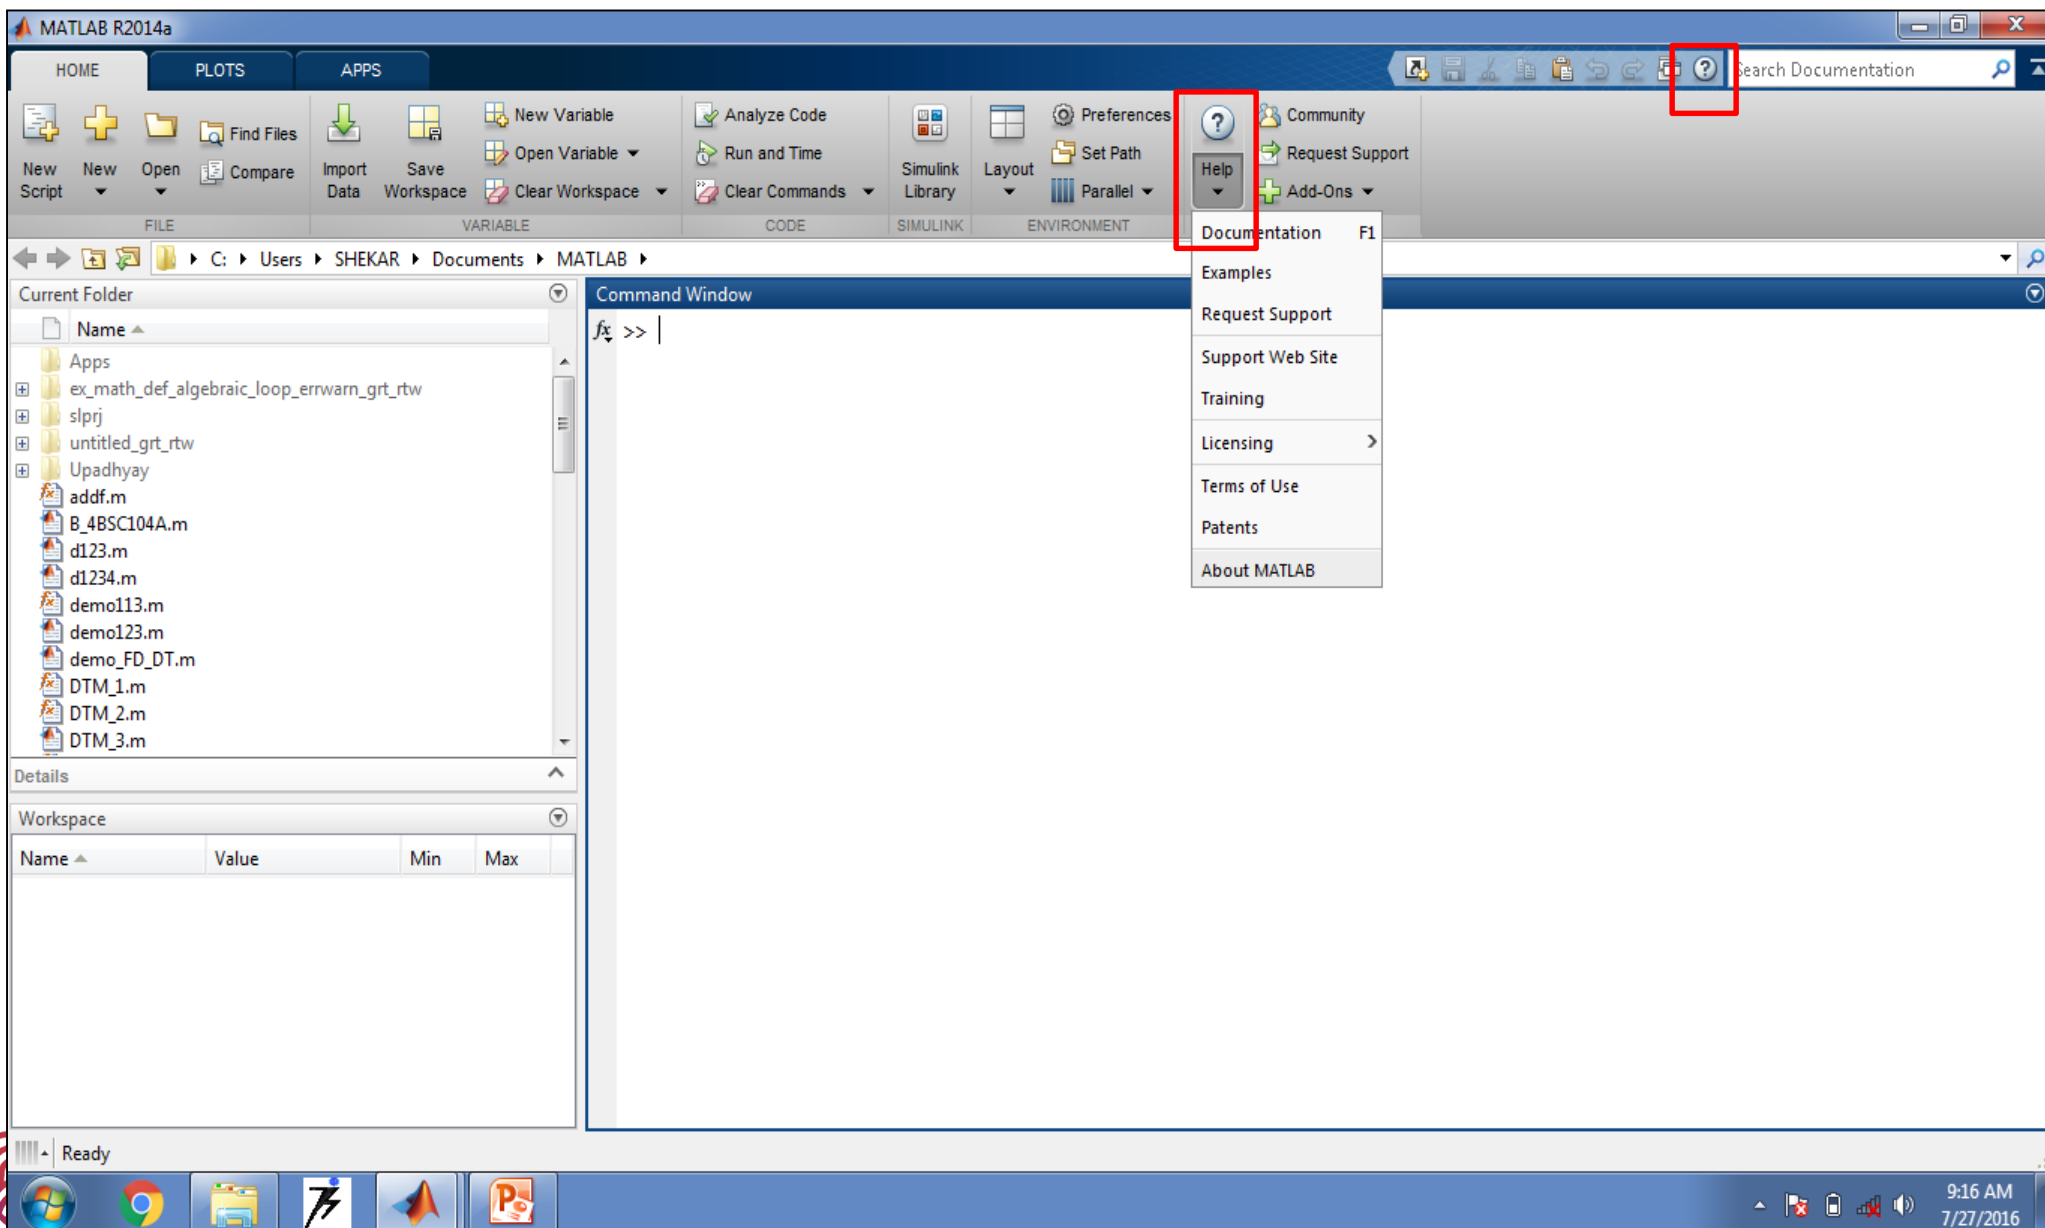 MATLAB R2014a
HOME PLOTS APPS
Search Documentation
New Script
New
Open
Find Files
Compare
Import Data
Save Workspace
New Variable
Open Variable
Clear Workspace
Analyze Code
Run and Time
Clear Commands
Simulink Library
Layout
Preferences
Set Path
Parallel
Help
Community
Request Support
Add-Ons
FILE VARIABLE CODE SIMULINK ENVIRONMENT
Documentation F1
Examples
Request Support
Support Web Site
Training
Licensing
Terms of Use
Patents
About MATLAB
C: Users SHEKAR Documents MATLAB
Current Folder
Name
Apps
ex_math_def_algebraic_loop_errwarn_grt_rtw
slprj
untitled_grt_rtw
Upadhyay
addf.m
B_4BSC104A.m
d123.m
d1234.m
demo113.m
demo123.m
demo_FD_DT.m
DTM_1.m
DTM_2.m
DTM_3.m
Details
Workspace
Name Value Min Max
Command Window
fx >>
Ready
9:16 AM
7/27/2016